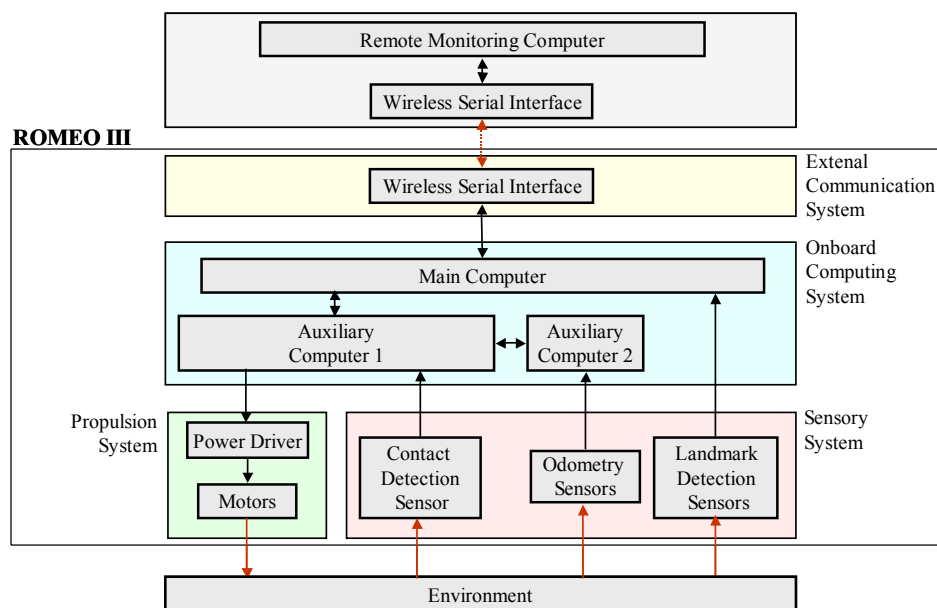 Remote Monitoring Computer
Wireless Serial Interface
ROMEO III
Wireless Serial Interface
Extenal
Communication
System
Main Computer
Onboard
Computing
System
Auxiliary
Computer 1
Auxiliary
Computer 2
Propulsion
System
Power Driver
Motors
Contact
Detection
Sensor
Odometry
Sensors
Landmark
Detection
Sensors
Sensory
System
Environment